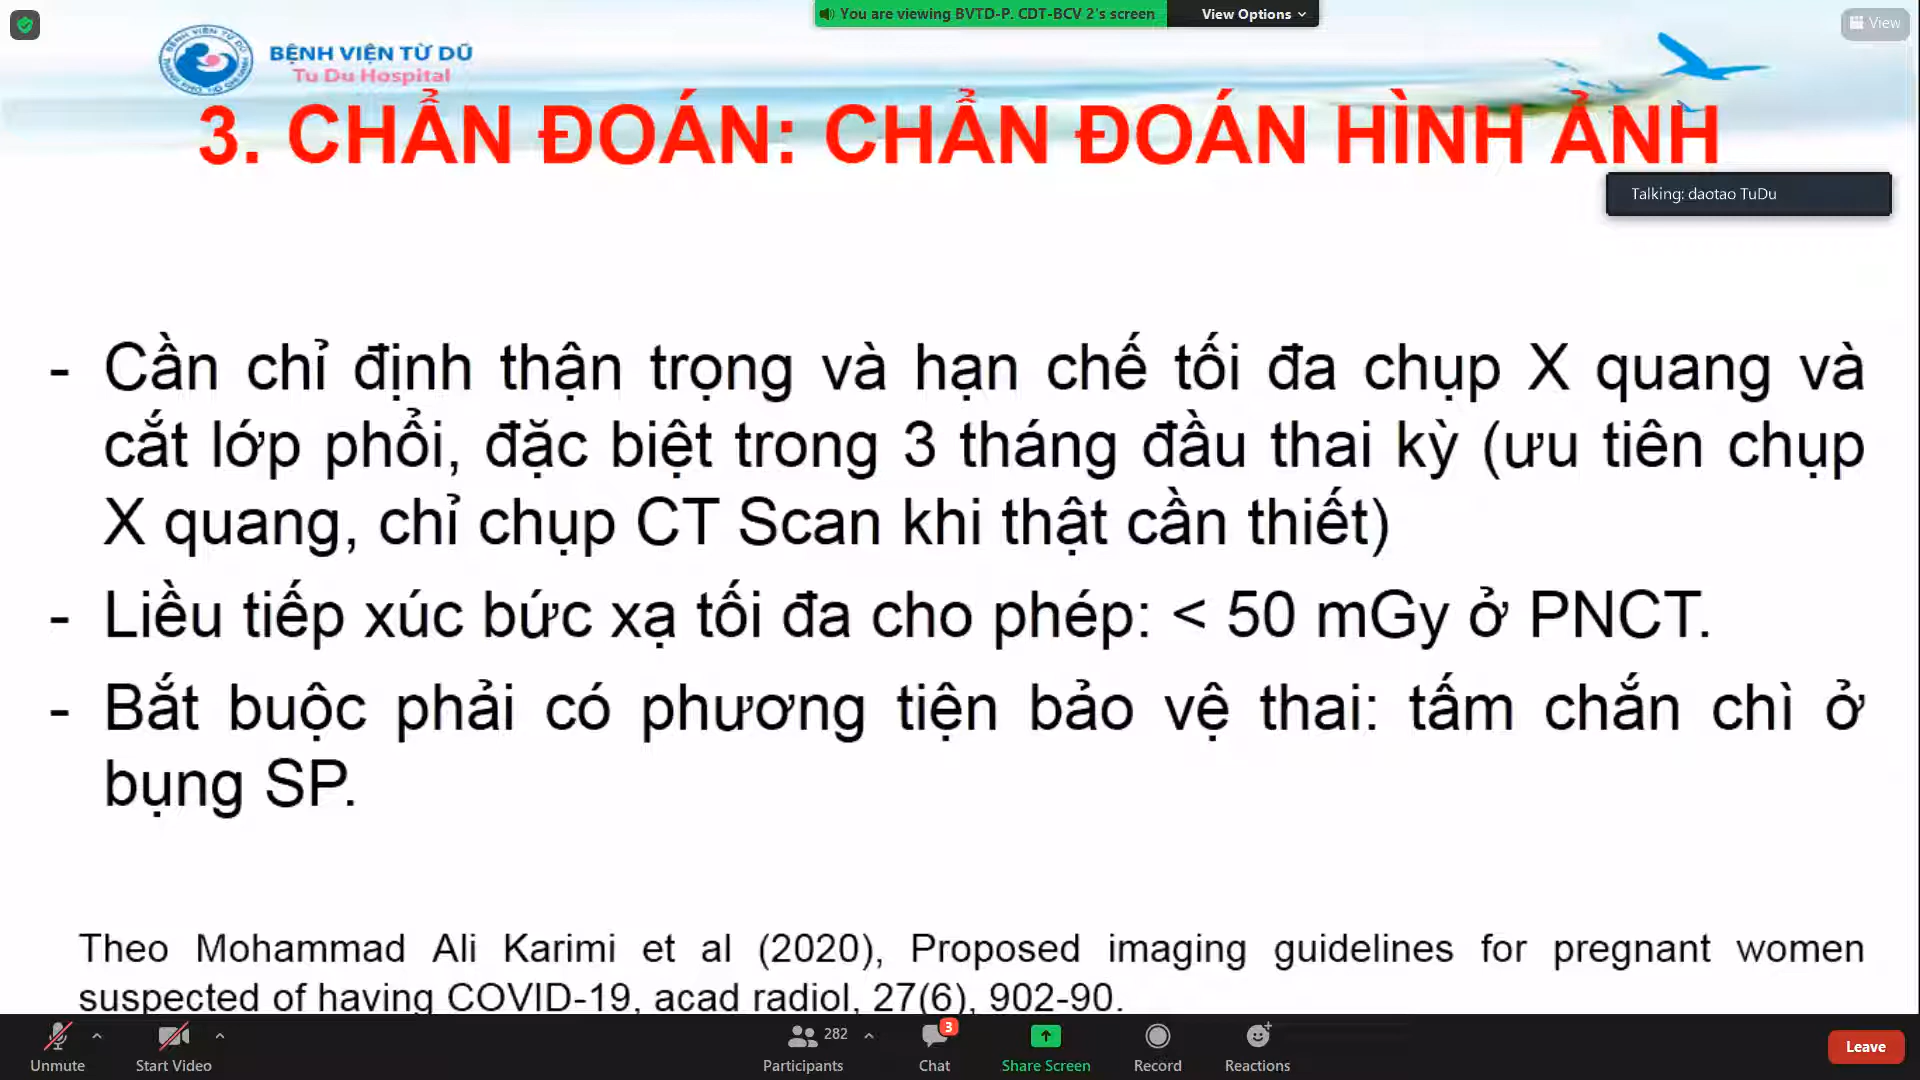 You are viewing BVTD-P. CDT-BCV 2's screen
View Options
View
BỆNH VIỆN TỪ DŨ
Tu Du Hospital
3. CHẨN ĐOÁN: CHẨN ĐOÁN HÌNH ẢNH
Talking: daotao TuDu
- Cần chỉ định thận trọng và hạn chế tối đa chụp X quang và
cắt lớp phổi, đặc biệt trong 3 tháng đầu thai kỳ (ưu tiên chụp
X quang, chỉ chụp CT Scan khi thật cần thiết)
- Liều tiếp xúc bức xạ tối đa cho phép: < 50 mGy ở PNCT.
- Bắt buộc phải có phương tiện bảo vệ thai: tấm chắn chì ở
bụng SP.
Theo Mohammad Ali Karimi et al (2020), Proposed imaging guidelines for pregnant women
suspected of having COVID-19, acad radiol, 27(6), 902-90.
Unmute
Start Video
282
Participants
3
Chat
Share Screen
Record
Reactions
Leave